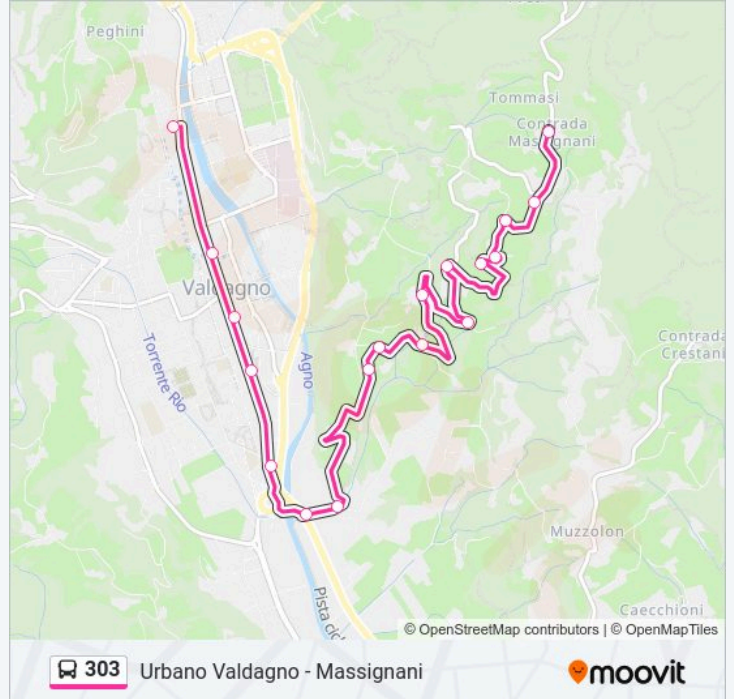 Peghini
Tommasi
Contrada
Massignani
Valdagno
Torrente Rio
Agno
Contrada
Crestani
Muzzolon
Caecchioni
Pista cic
© OpenStreetMap contributors | © OpenMapTiles
303 Urbano Valdagno - Massignani
moovit